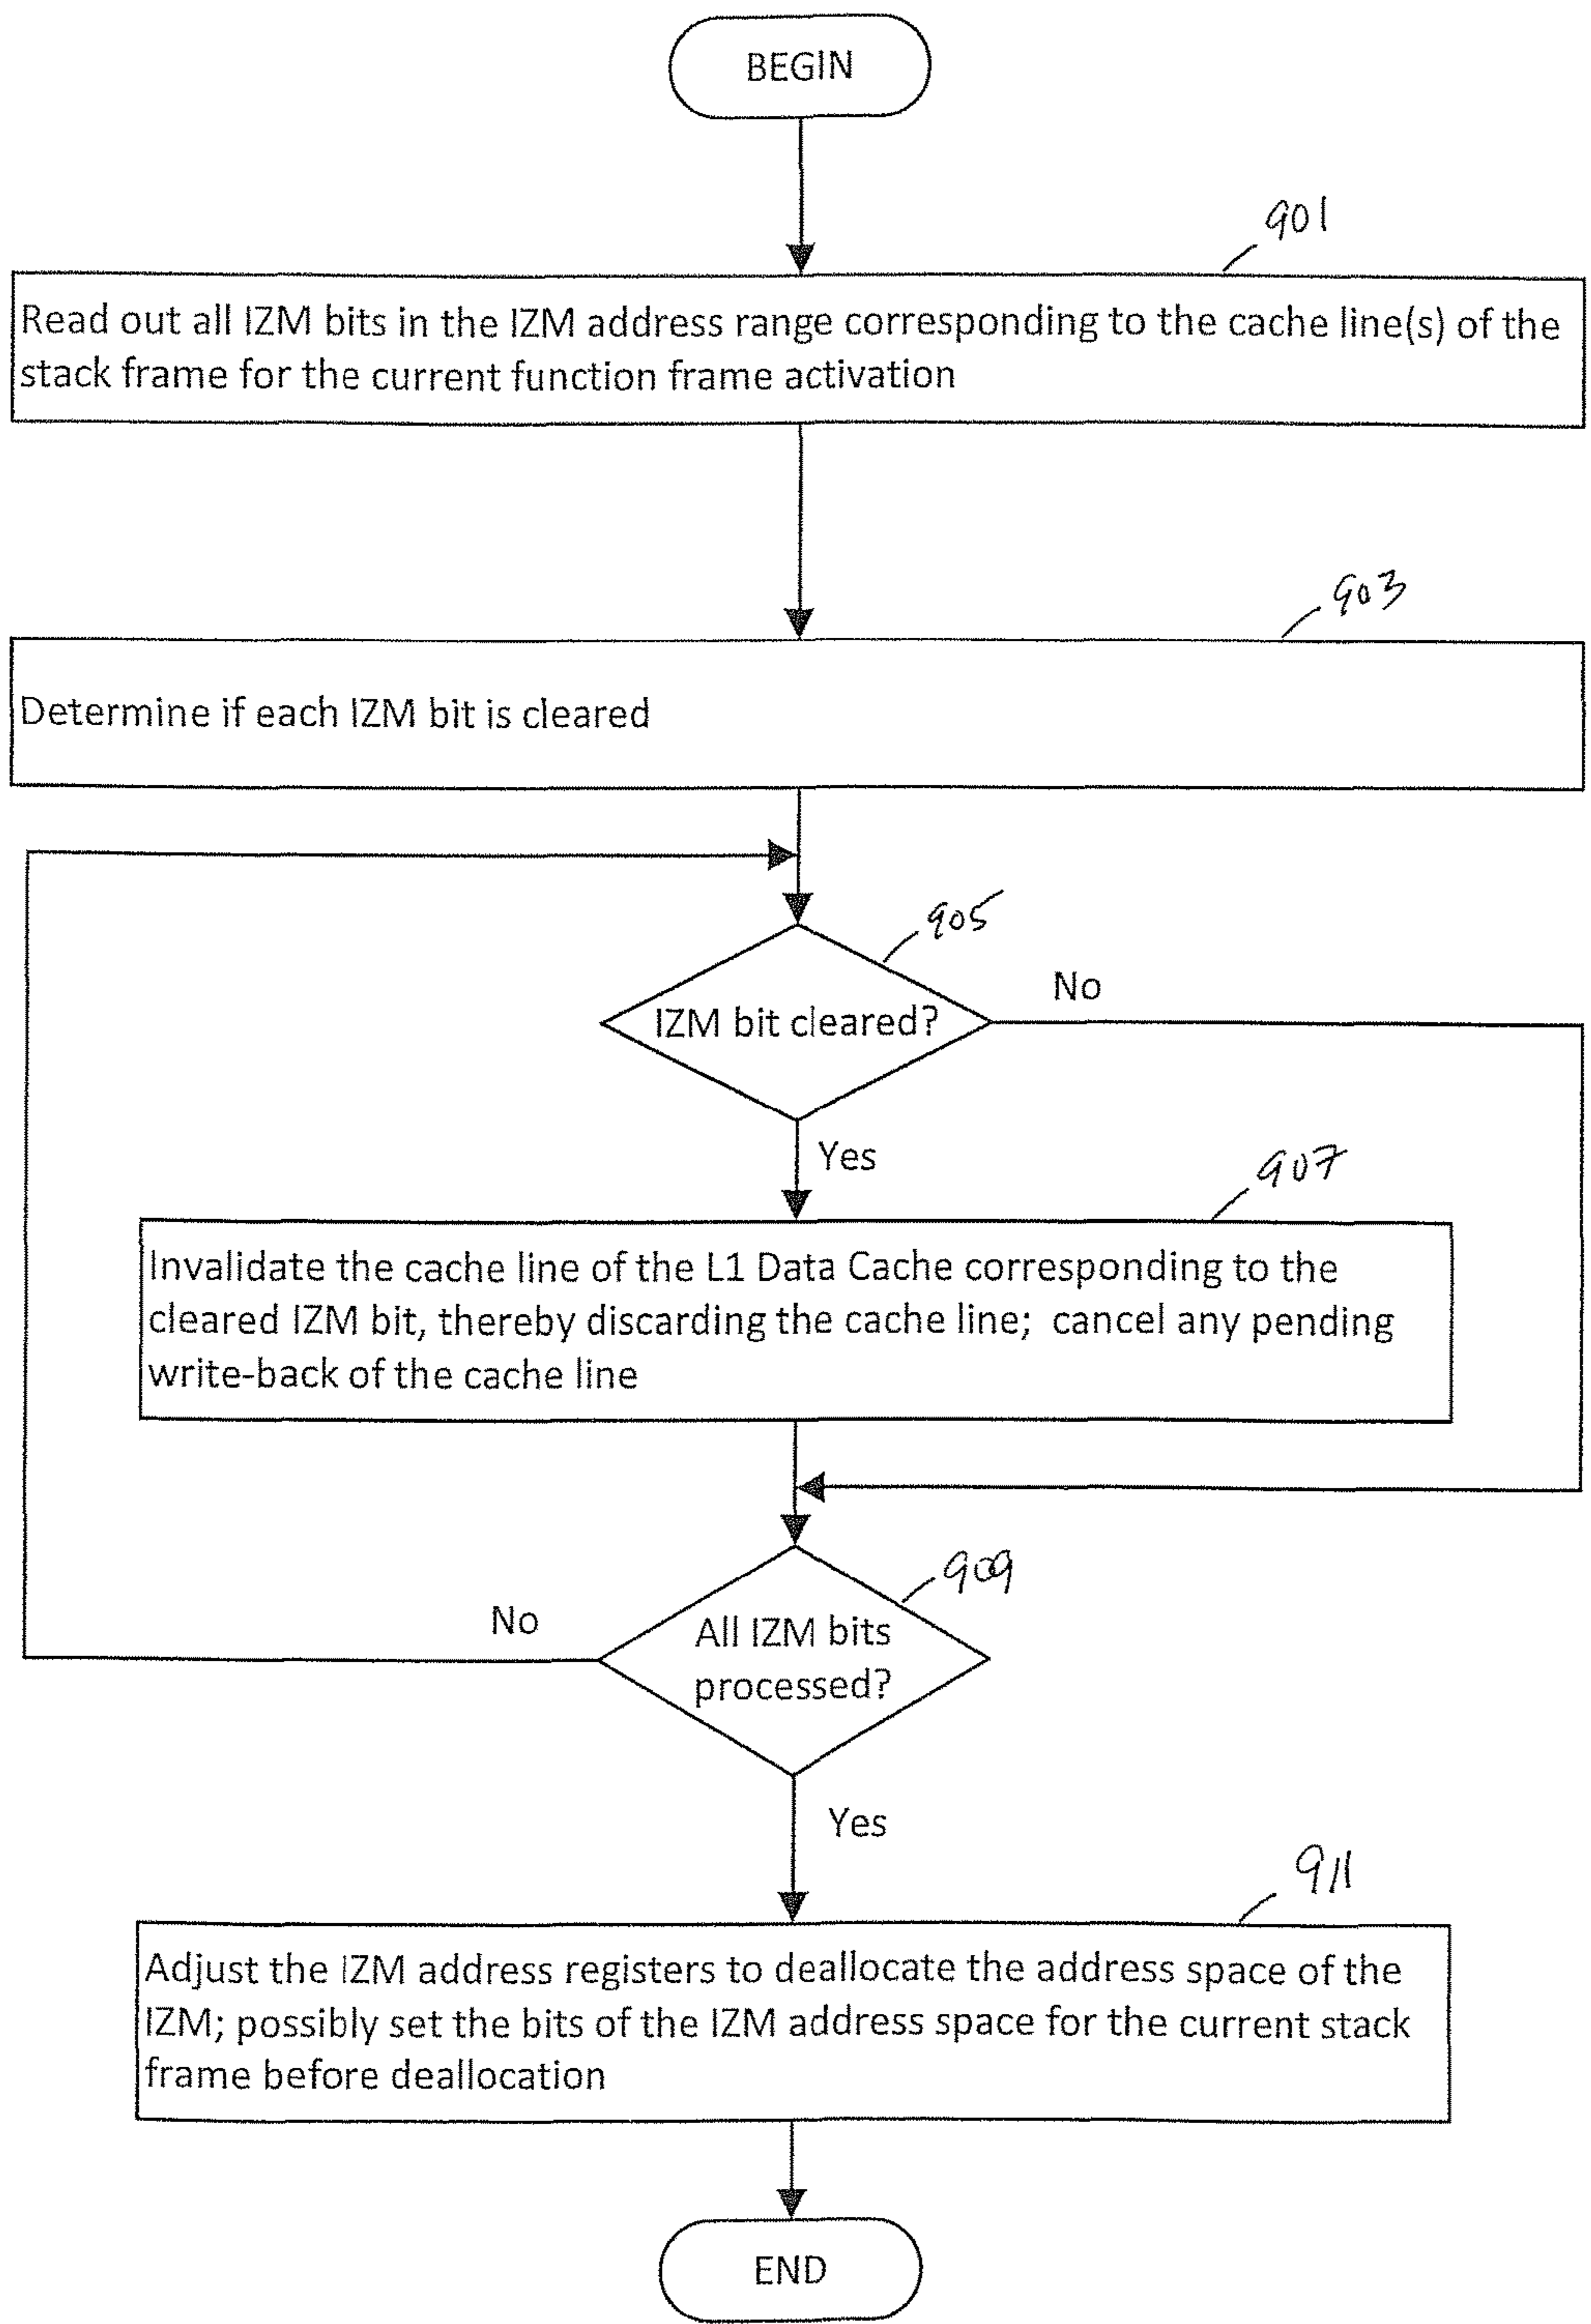 BEGIN
901
Read out all IZM bits in the IZM address range corresponding to the cache line(s) of the
stack frame for the current function frame activation
903
Determine if each IZM bit is cleared
905
No
IZM bit cleared?
Yes
907
Invalidate the cache line of the L1 Data Cache corresponding to the
cleared IZM bit, thereby discarding the cache line; cancel any pending
write-back of the cache line
909
No
All IZM bits
processed?
Yes
911
Adjust the IZM address registers to deallocate the address space of the
IZM; possibly set the bits of the IZM address space for the current stack
frame before deallocation
END